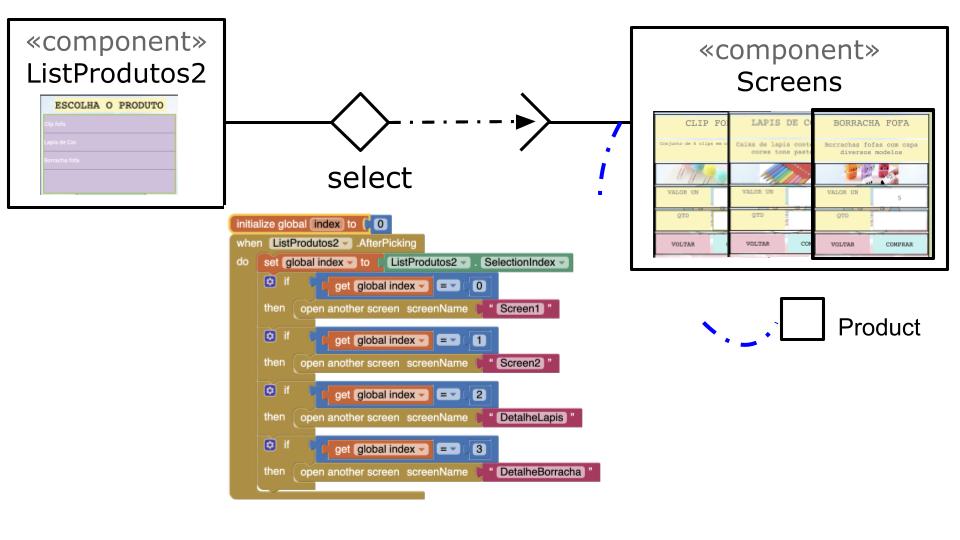 «component»
ListProdutos2
ESCOLHA O PRODUTO
Clip fofa
Lapis de Cor
Borracha fofa
select
«component»
Screens
CLIP FO
LAPIS DE C
BORRACHA FOFA
Conjunto de 6 clips em
Caixa de lapis cont
cores tons paste
Borrachas fofas com capa
diversos modelos
VALOR UN
VALOR UN
VALOR UN
5
QTD
QTD
QTD
VOLTAR
VOLTAR
VOLTAR
COMPRAR
Product
initialize global index to 0
when ListProdutos2 .AfterPicking
do set global index to ListProdutos2 . SelectionIndex
if get global index = 0
then open another screen screenName " Screen1 "
if get global index = 1
then open another screen screenName " Screen2 "
if get global index = 2
then open another screen screenName " DetalheLapis "
if get global index = 3
then open another screen screenName " DetalheBorracha "